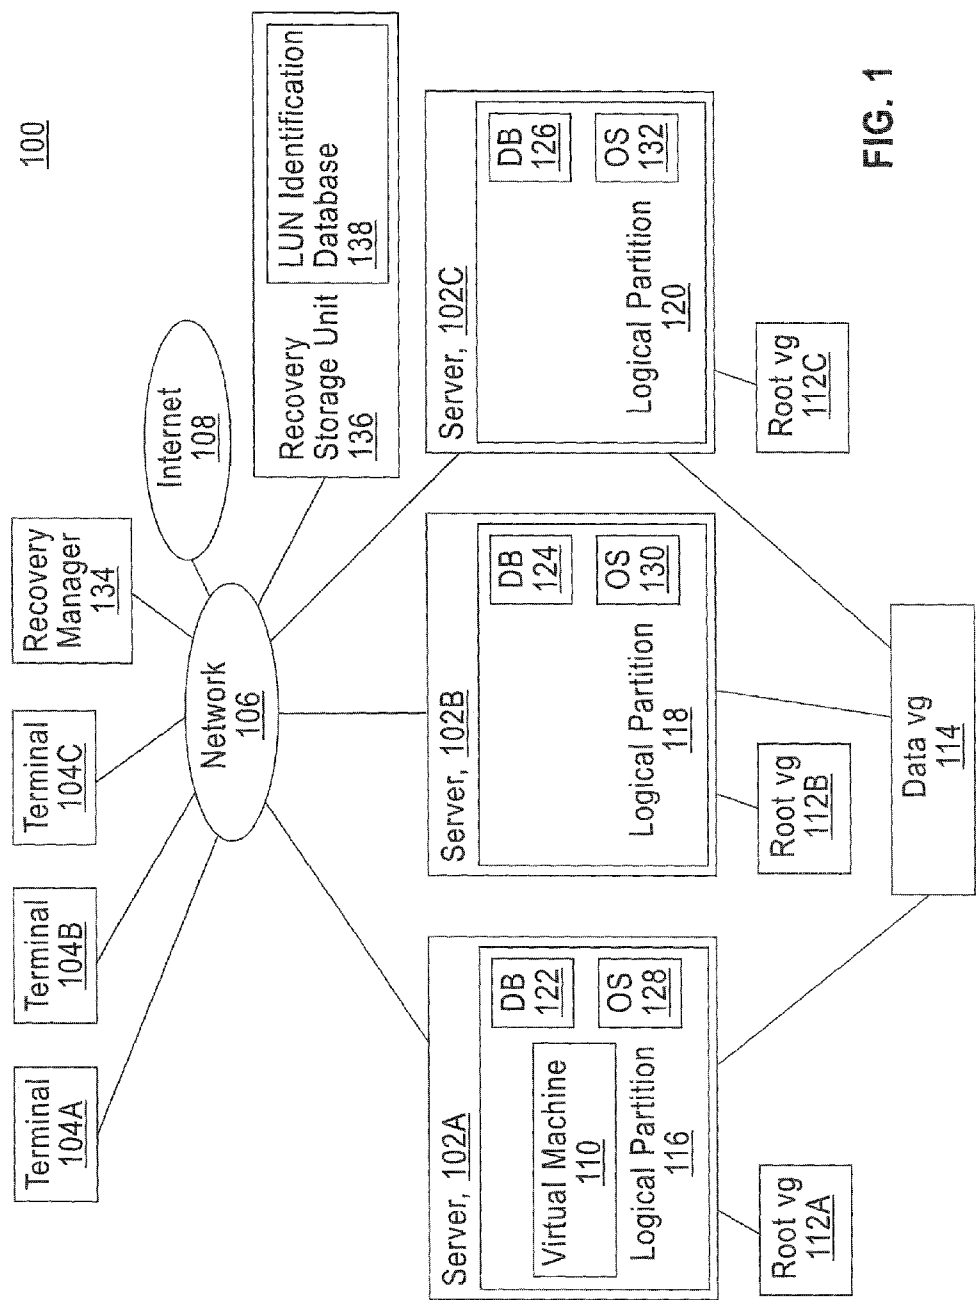 100
Terminal
104A
Terminal
104B
Terminal
104C
Recovery
Manager
134
Network
106
Internet
108
Recovery
Storage Unit
136
LUN Identification
Database
138
Server, 102A
Virtual Machine
110
DB
122
OS
128
Logical Partition
116
Server, 102B
DB
124
OS
130
Logical Partition
118
Server, 102C
DB
126
OS
132
Logical Partition
120
Root vg
112A
Root vg
112B
Root vg
112C
Data vg
114
FIG. 1